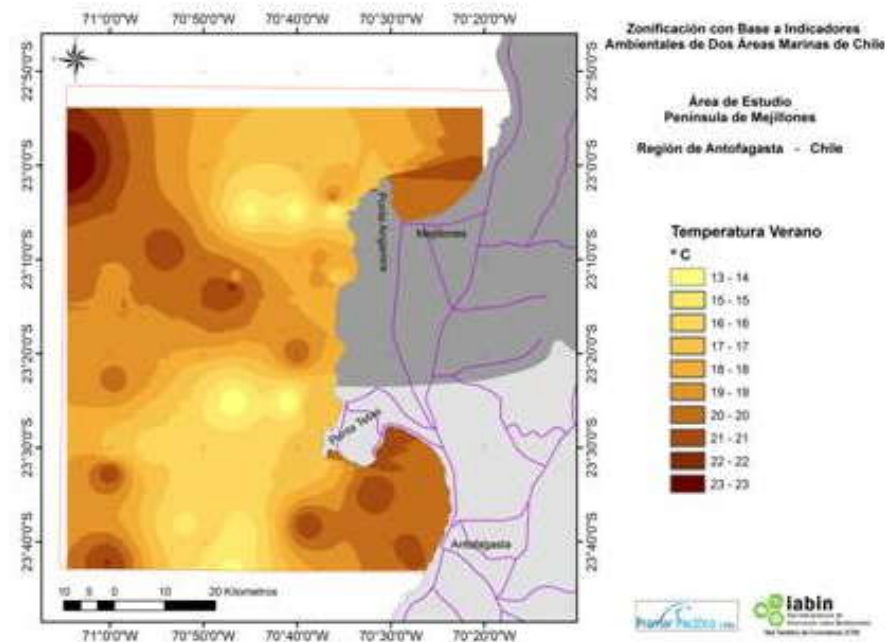 71°0'0"W 70°50'0"W 70°40'0"W 70°30'0"W 70°20'0"W
Zonificación con Base a Indicadores
Ambientales de Dos Áreas Marinas de Chile
Área de Estudio
Península de Mejillones
Región de Antofagasta - Chile
22°50'0"S
23°0'0"S
23°10'0"S
23°20'0"S
23°30'0"S
23°40'0"S
22°50'0"S
23°0'0"S
23°10'0"S
23°20'0"S
23°30'0"S
23°40'0"S
Punta Angamos
Mejillones
Punta Tetas
Antofagasta
Temperatura Verano
° C
13 - 14
15 - 15
16 - 16
17 - 17
18 - 18
19 - 19
20 - 20
21 - 21
22 - 22
23 - 23
10 5 0 10 20 Kilometros
71°0'0"W 70°50'0"W 70°40'0"W 70°30'0"W 70°20'0"W
iabin